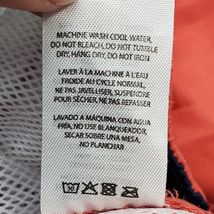 MACHINE WASH COOL WATER,
DO NOT BLEACH, DO NOT TUMBLE
DRY, HANG DRY, DO NOT IRON
LAVER À LA MACHINE À L'EAU
FROIDE AU CYCLE NORMAL,
NE PAS JAVELLISER, SUSPENDRE
POUR SÉCHER, NE PAS
REPASSER
LAVADO A MÁQUINA CON AGUA
FRÍA, NO USE BLANQUEADOR,
SECAR SOBRE UNA MESA,
NO PLANCHAR